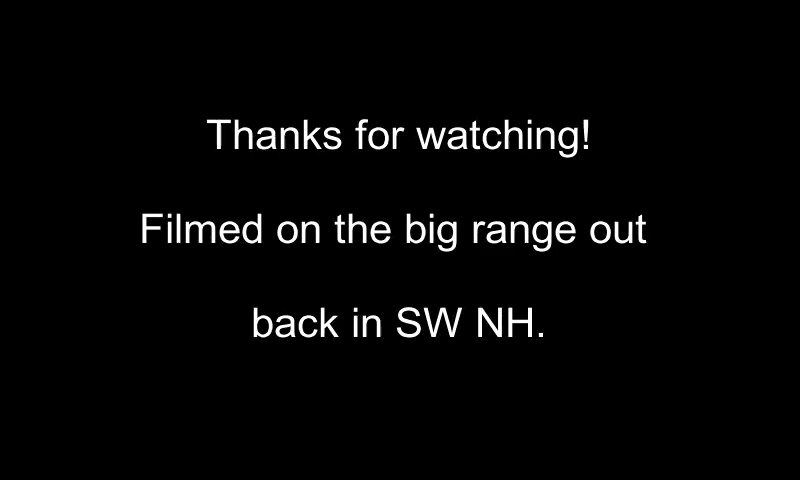 Thanks for watching!
Filmed on the big range out
back in SW NH.